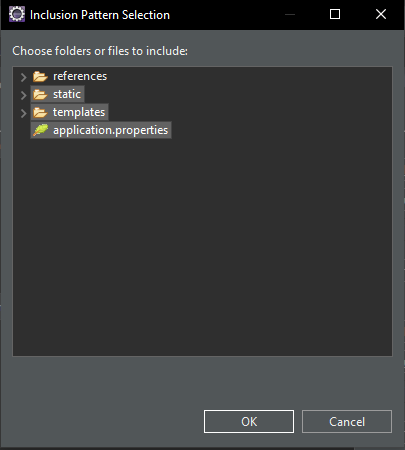 Inclusion Pattern Selection
Choose folders or files to include:
references
static
templates
application.properties
OK
Cancel